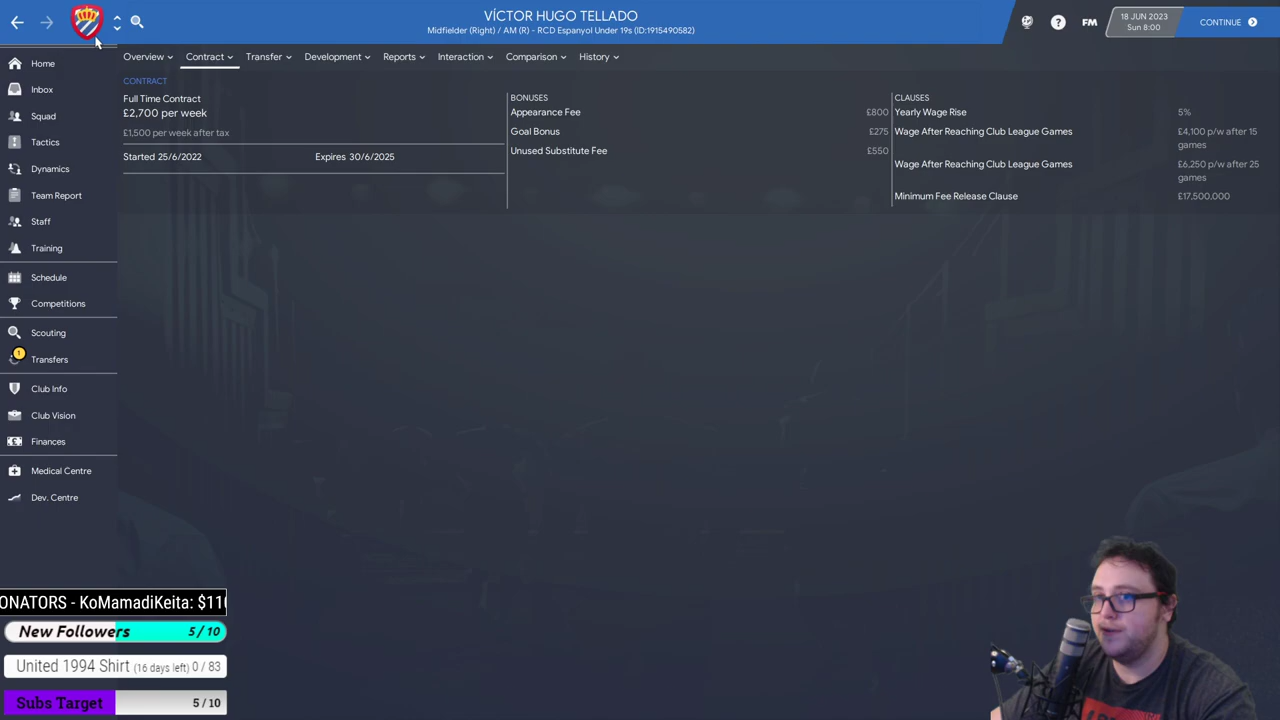 VÍCTOR HUGO TELLADO
Midfielder (Right) / AM (R) - RCD Espanyol Under 19s (ID:1915490582)
FM
18 JUN 2023
Sun 8:00
CONTINUE
Overview
Contract
Transfer
Development
Reports
Interaction
Comparison
History
Home
Inbox
Squad
Tactics
Dynamics
Team Report
Staff
Training
Schedule
Competitions
Scouting
1
Transfers
Club Info
Club Vision
Finances
Medical Centre
Dev. Centre
CONTRACT
Full Time Contract
£2,700 per week
£1,500 per week after tax
Started 25/6/2022 Expires 30/6/2025
BONUSES
Appearance Fee £800
Goal Bonus £275
Unused Substitute Fee £550
CLAUSES
Yearly Wage Rise 5%
Wage After Reaching Club League Games £4,100 p/w after 15
games
Wage After Reaching Club League Games £6,250 p/w after 25
games
Minimum Fee Release Clause £17,500,000
ONATORS - KoMamadiKeita: $110
New Followers 5 / 10
United 1994 Shirt (16 days left) 0 / 83
Subs Target 5 / 10